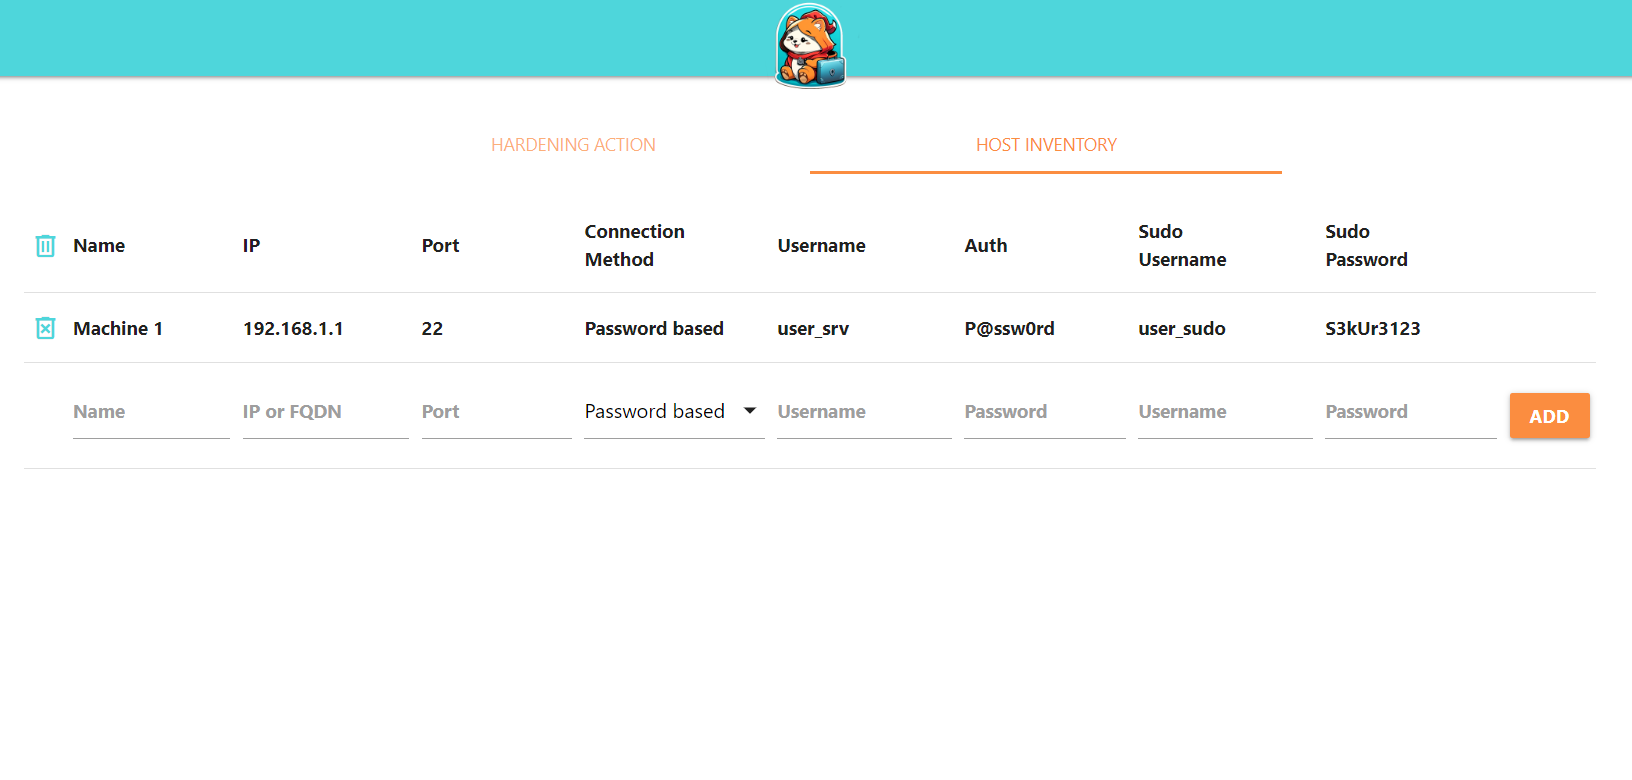 HARDENING ACTION HOST INVENTORY
Name IP Port Connection Method Username Auth Sudo Username Sudo Password
Machine 1 192.168.1.1 22 Password based user_srv P@ssw0rd user_sudo S3kUr3123
Name IP or FQDN Port Password based Username Password Username Password ADD